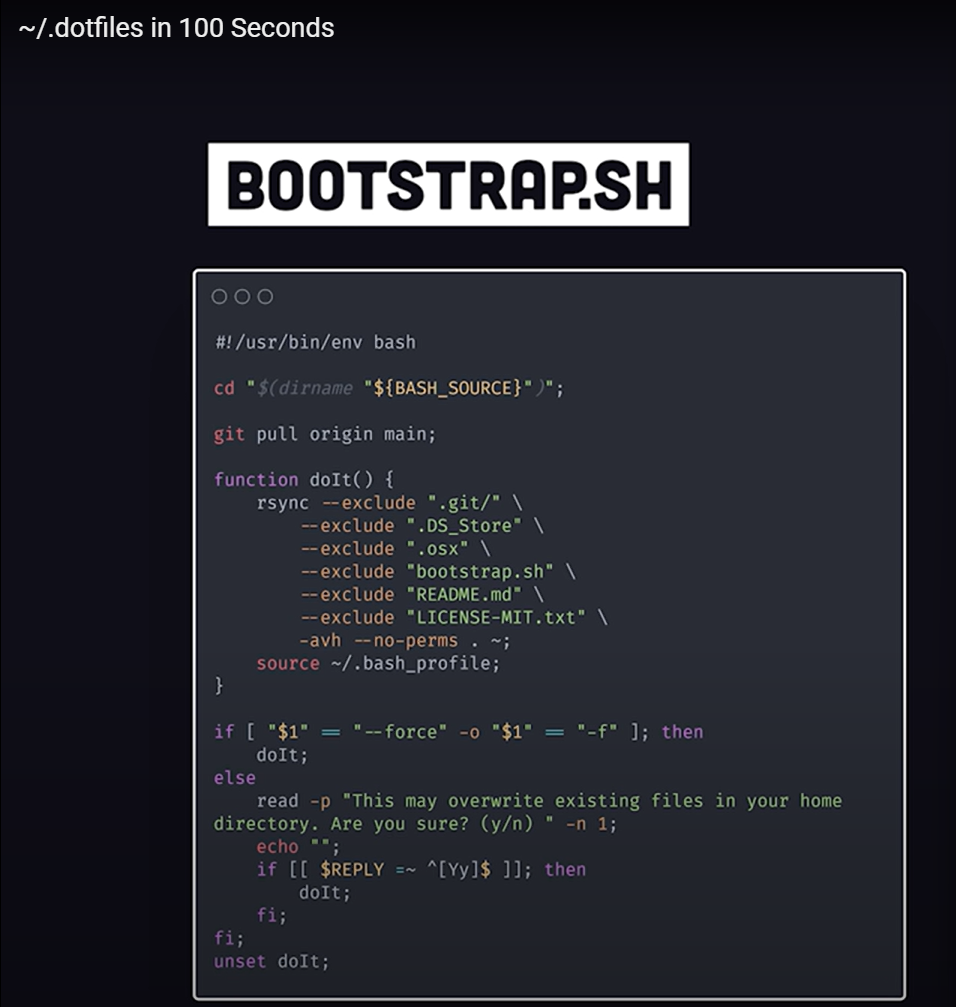 ~/.dotfiles in 100 Seconds
BOOTSTRAP.SH
#!/usr/bin/env bash
cd "$(dirname "${BASH_SOURCE}")";
git pull origin main;
function doIt() {
    rsync --exclude ".git/" \
        --exclude ".DS_Store" \
        --exclude ".osx" \
        --exclude "bootstrap.sh" \
        --exclude "README.md" \
        --exclude "LICENSE-MIT.txt" \
        -avh --no-perms . ~;
    source ~/.bash_profile;
}
if [ "$1" == "--force" -o "$1" == "-f" ]; then
    doIt;
else
    read -p "This may overwrite existing files in your home
directory. Are you sure? (y/n) " -n 1;
    echo "";
    if [[ $REPLY =~ ^[Yy]$ ]]; then
        doIt;
    fi;
fi;
unset doIt;